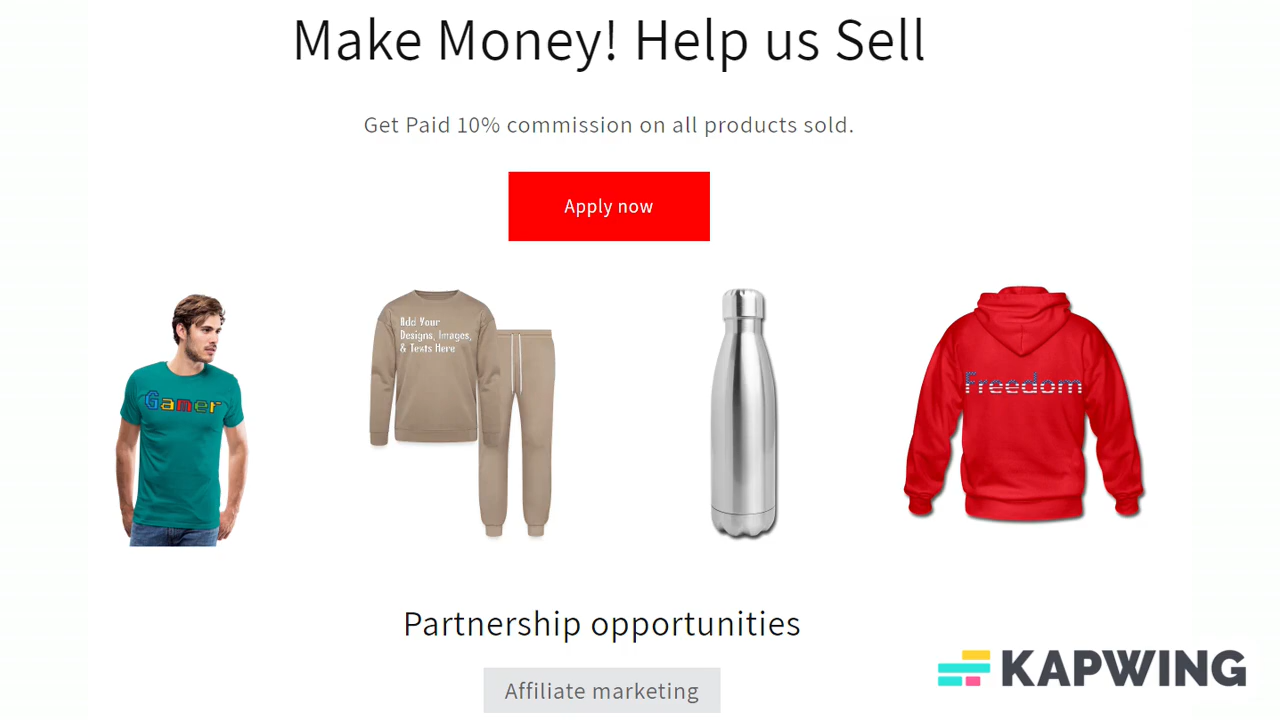 Make Money! Help us Sell
Get Paid 10% commission on all products sold.
Apply now
Gamer
Add Your
Designs, Images,
& Texts Here
Freedom
Partnership opportunities
Affiliate marketing
KAPWING